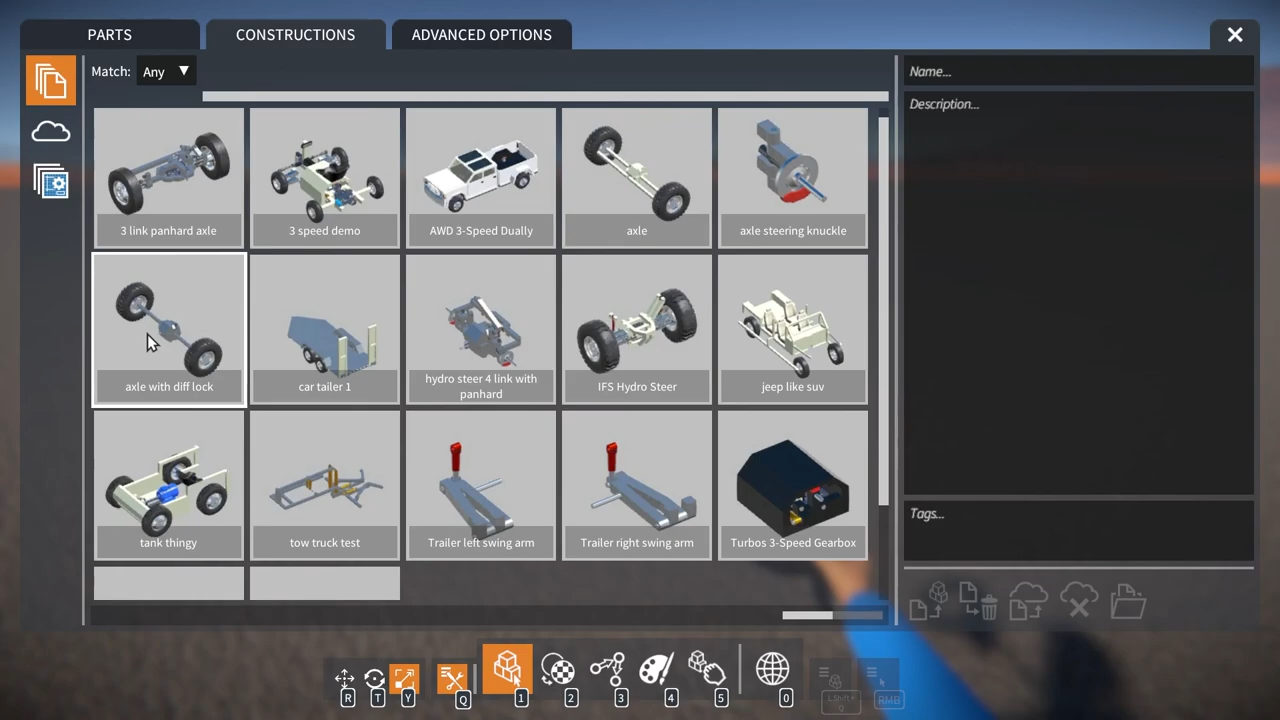 PARTS
CONSTRUCTIONS
ADVANCED OPTIONS
Match:
Any
Name...
Description...
3 link panhard axle
3 speed demo
AWD 3-Speed Dually
axle
axle steering knuckle
axle with diff lock
car tailer 1
hydro steer 4 link with
panhard
IFS Hydro Steer
jeep like suv
tank thingy
tow truck test
Trailer left swing arm
Trailer right swing arm
Turbos 3-Speed Gearbox
Tags...
R
T
Y
Q
1
2
3
4
5
0
LShift+
Q
RMB